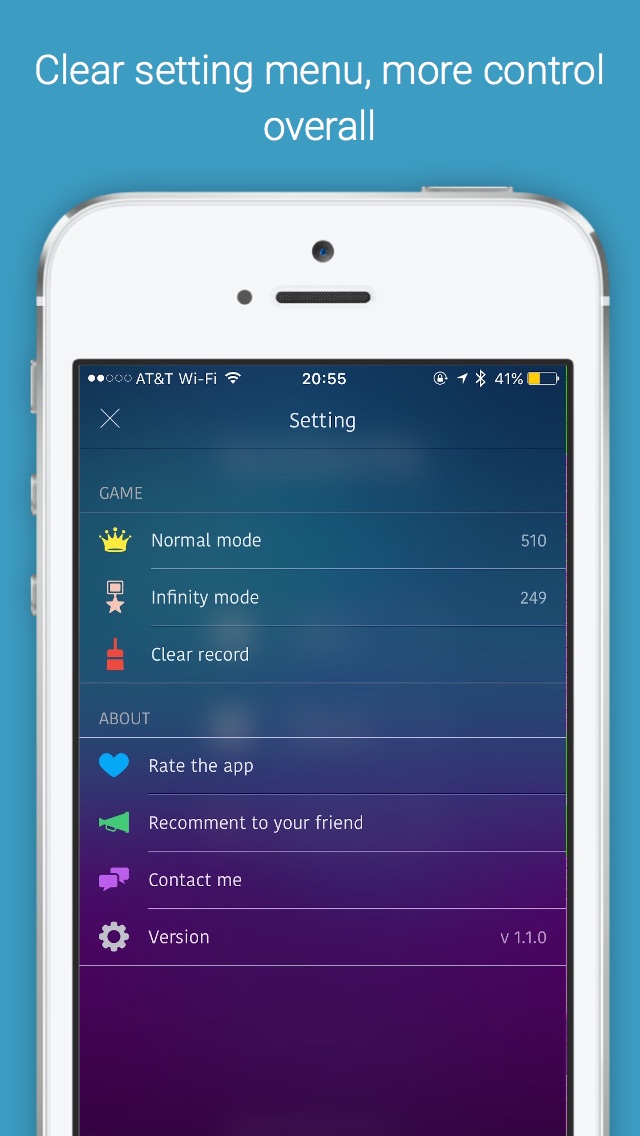 Clear setting menu, more control
overall
AT&T Wi-Fi 20:55 41%
Setting
GAME
Normal mode 510
Infinity mode 249
Clear record
ABOUT
Rate the app
Recomment to your friend
Contact me
Version v 1.1.0